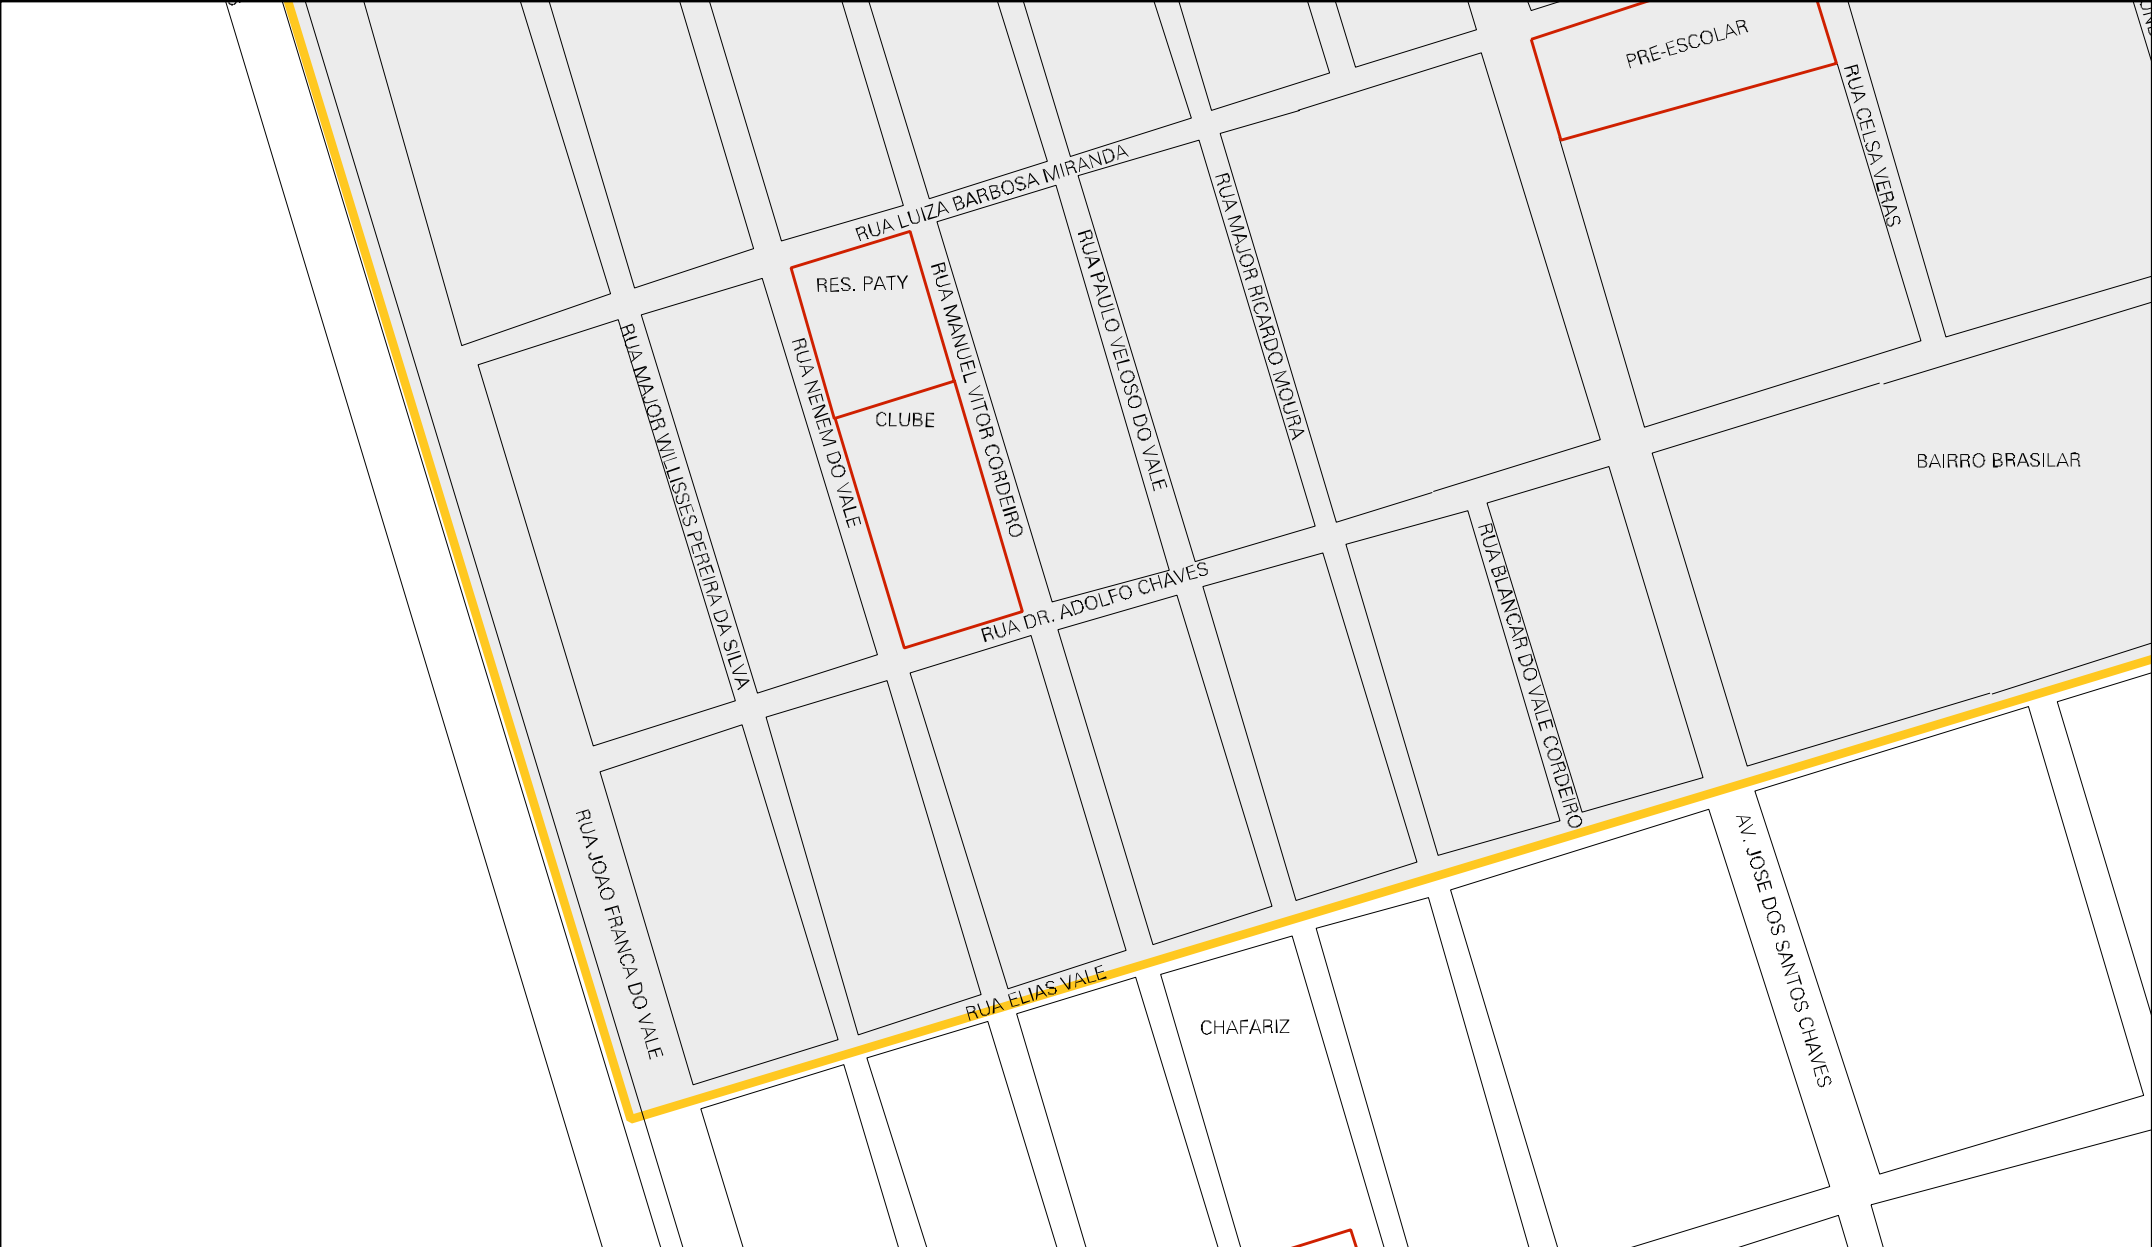 PRE-ESCOLAR
RUA CELSA VERAS
RUA LUIZA BARBOSA MIRANDA
RES. PATY
CLUBE
RUA MAJOR WILLISSES PEREIRA DA SILVA
RUA NENEM DO VALE
RUA MANUEL VITOR CORDEIRO
RUA PAULO VELOSO DO VALE
RUA MAJOR RICARDO MOURA
BAIRRO BRASILAR
RUA DR. ADOLFO CHAVES
RUA BLANCAR DO VALE CORDEIRO
RUA JOAO FRANCA DO VALE
RUA ELIAS VALE
CHAFARIZ
AV. JOSE DOS SANTOS CHAVES